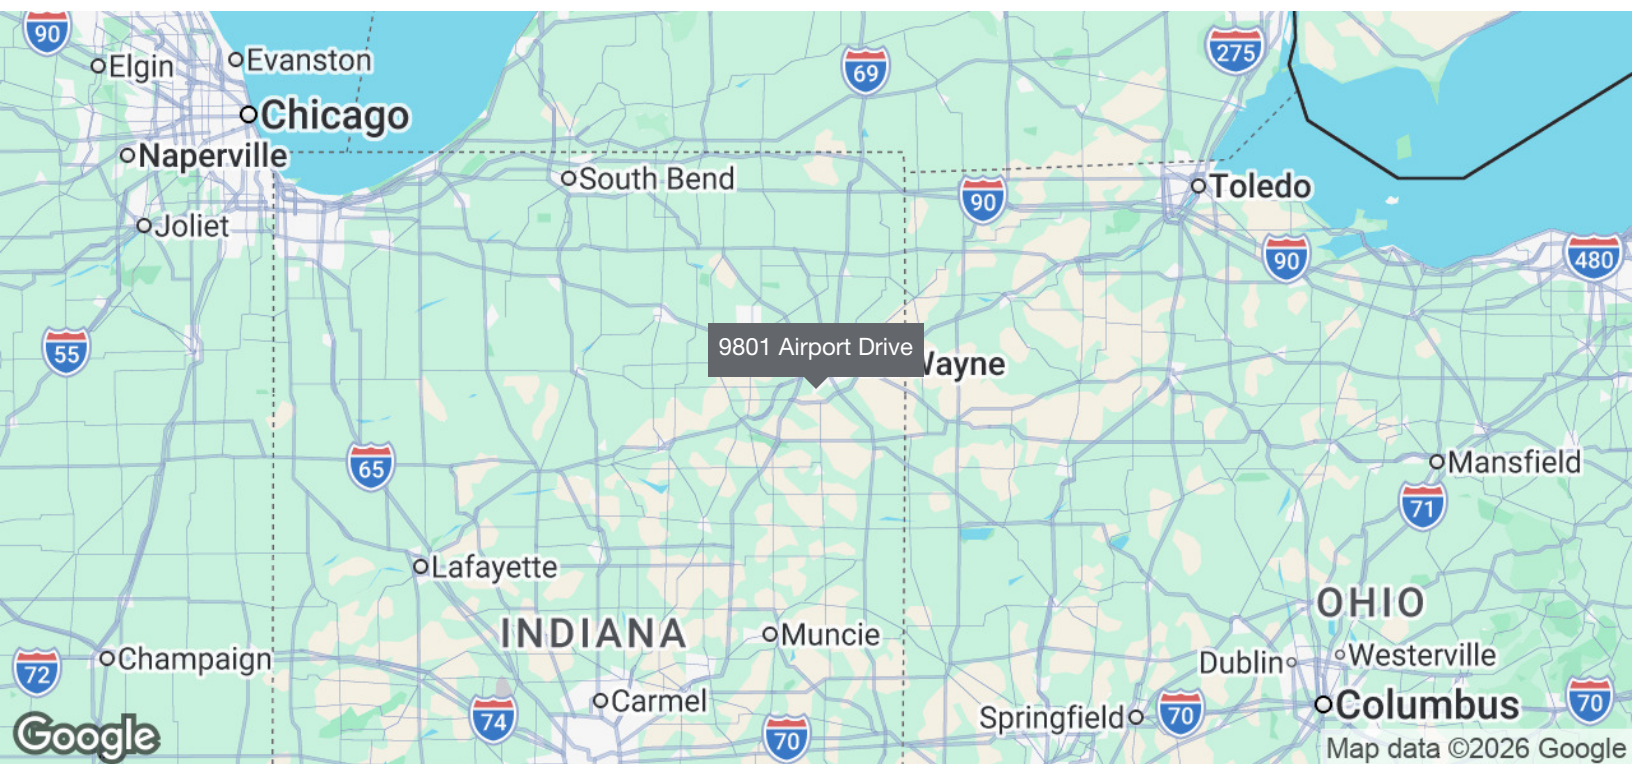 90
Elgin
Evanston
69
275
Chicago
Naperville
South Bend
90
Toledo
Joliet
90
480
55
9801 Airport Drive
Wayne
65
Mansfield
71
Lafayette
INDIANA
OHIO
Muncie
72
Champaign
Dublin
Westerville
Carmel
74
Springfield
70
Columbus
70
Google
70
Map data ©2026 Google